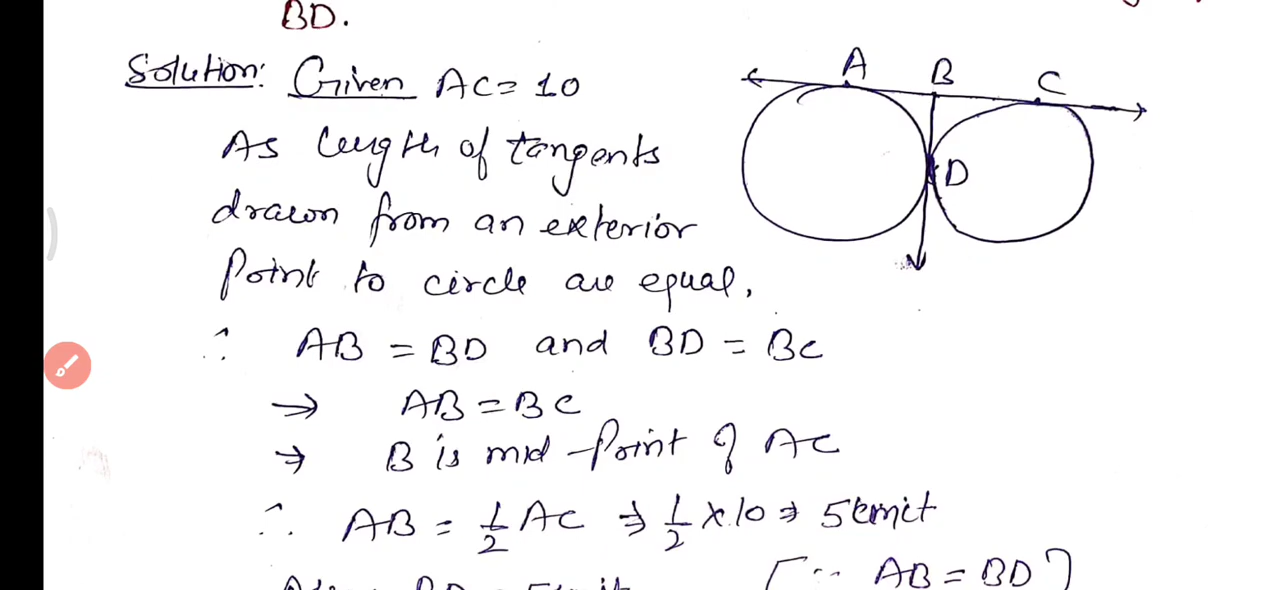 BD.
Solution: Given AC = 10
As length of tangents
drawn from an exterior
Point to circle are equal.
∴ AB = BD and BD = BC
⇒ AB = BC
⇒ B is mid-Point of AC
∴ AB = 1/2 AC ⇒ 1/2 × 10 ⇒ 5 unit
[∵ AB = BD]
A
B
C
D